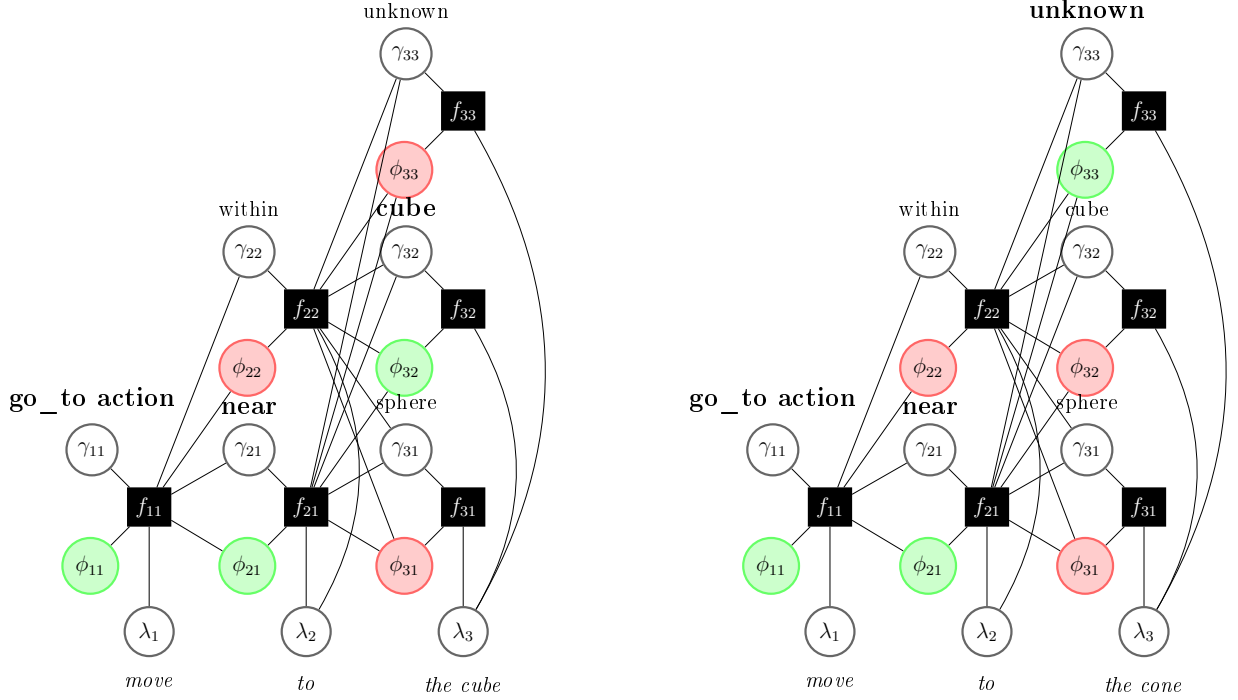 unknown
γ33
f33
ϕ33
within
cube
γ22
γ32
f22
f32
ϕ22
ϕ32
go_to action
near
sphere
γ11
γ21
γ31
f11
f21
f31
ϕ11
ϕ21
ϕ31
λ1
λ2
λ3
move
to
the cube
unknown
γ33
f33
ϕ33
within
cube
γ22
γ32
f22
f32
ϕ22
ϕ32
go_to action
near
sphere
γ11
γ21
γ31
f11
f21
f31
ϕ11
ϕ21
ϕ31
λ1
λ2
λ3
move
to
the cone